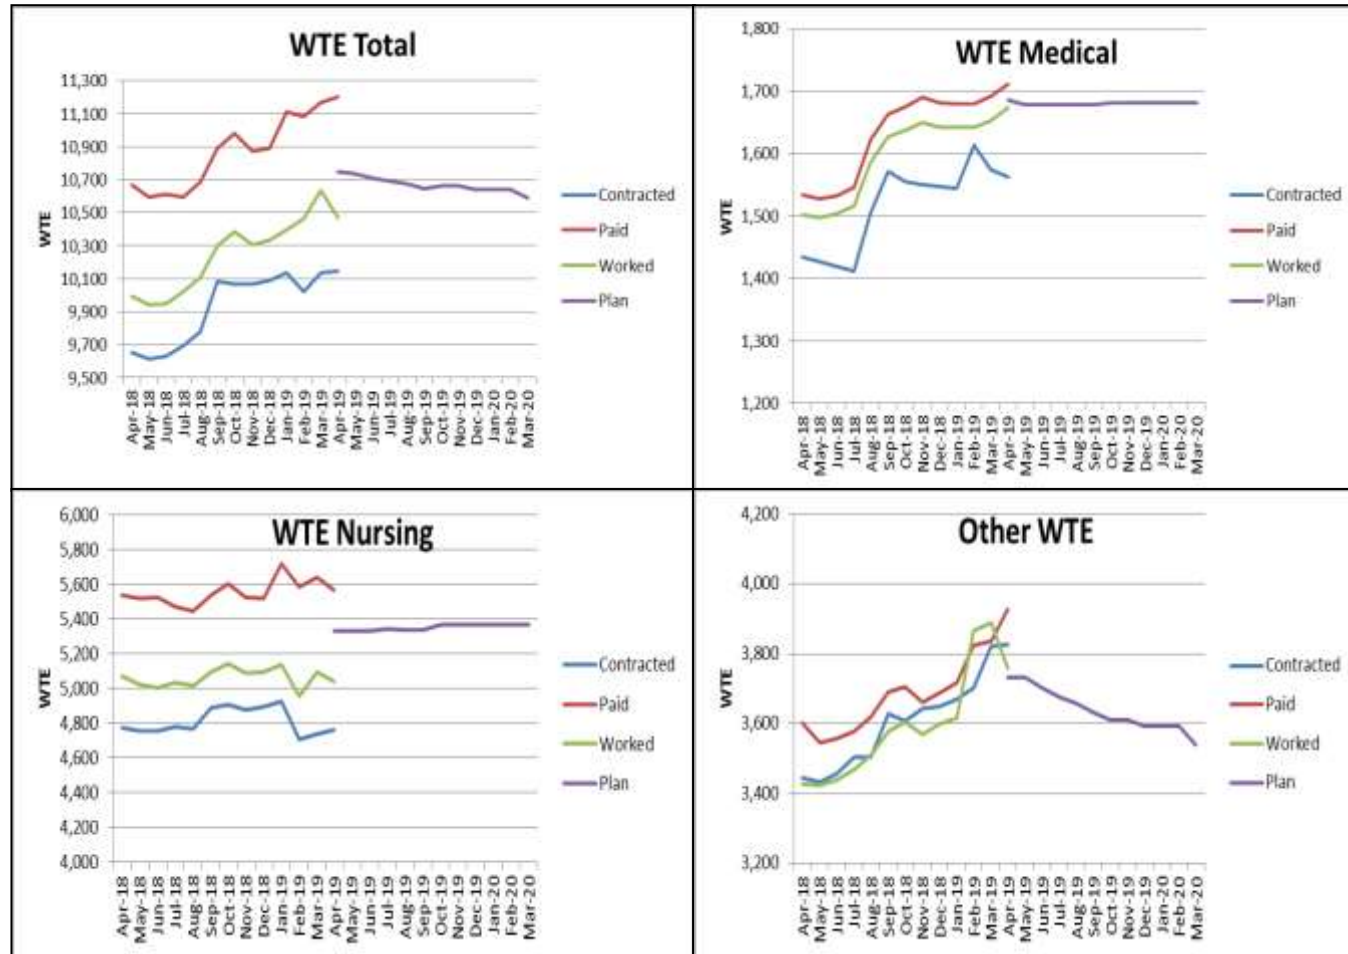 WTE Total
11,300
11,100
10,900
10,700
10,500
10,300
10,100
9,900
9,700
9,500
WTE
Apr-18
May-18
Jun-18
Jul-18
Aug-18
Sep-18
Oct-18
Nov-18
Dec-18
Jan-19
Feb-19
Mar-19
Apr-19
May-19
Jun-19
Jul-19
Aug-19
Sep-19
Oct-19
Nov-19
Dec-19
Jan-20
Feb-20
Mar-20
Contracted
Paid
Worked
Plan
WTE Medical
1,800
1,700
1,600
1,500
1,400
1,300
1,200
WTE
Apr-18
May-18
Jun-18
Jul-18
Aug-18
Sep-18
Oct-18
Nov-18
Dec-18
Jan-19
Feb-19
Mar-19
Apr-19
May-19
Jun-19
Jul-19
Aug-19
Sep-19
Oct-19
Nov-19
Dec-19
Jan-20
Feb-20
Mar-20
Contracted
Paid
Worked
Plan
WTE Nursing
6,000
5,800
5,600
5,400
5,200
5,000
4,800
4,600
4,400
4,200
4,000
WTE
Apr-18
May-18
Jun-18
Jul-18
Aug-18
Sep-18
Oct-18
Nov-18
Dec-18
Jan-19
Feb-19
Mar-19
Apr-19
May-19
Jun-19
Jul-19
Aug-19
Sep-19
Oct-19
Nov-19
Dec-19
Jan-20
Feb-20
Mar-20
Contracted
Paid
Worked
Plan
Other WTE
4,200
4,000
3,800
3,600
3,400
3,200
WTE
Apr-18
May-18
Jun-18
Jul-18
Aug-18
Sep-18
Oct-18
Nov-18
Dec-18
Jan-19
Feb-19
Mar-19
Apr-19
May-19
Jun-19
Jul-19
Aug-19
Sep-19
Oct-19
Nov-19
Dec-19
Jan-20
Feb-20
Mar-20
Contracted
Paid
Worked
Plan